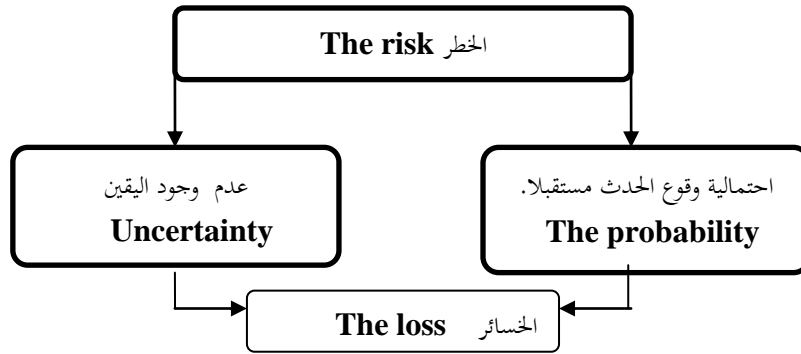 الخطر The risk
احتمالية وقوع الحدث مستقبلا.
The probability
عدم وجود اليقين
Uncertainty
الخسائر The loss